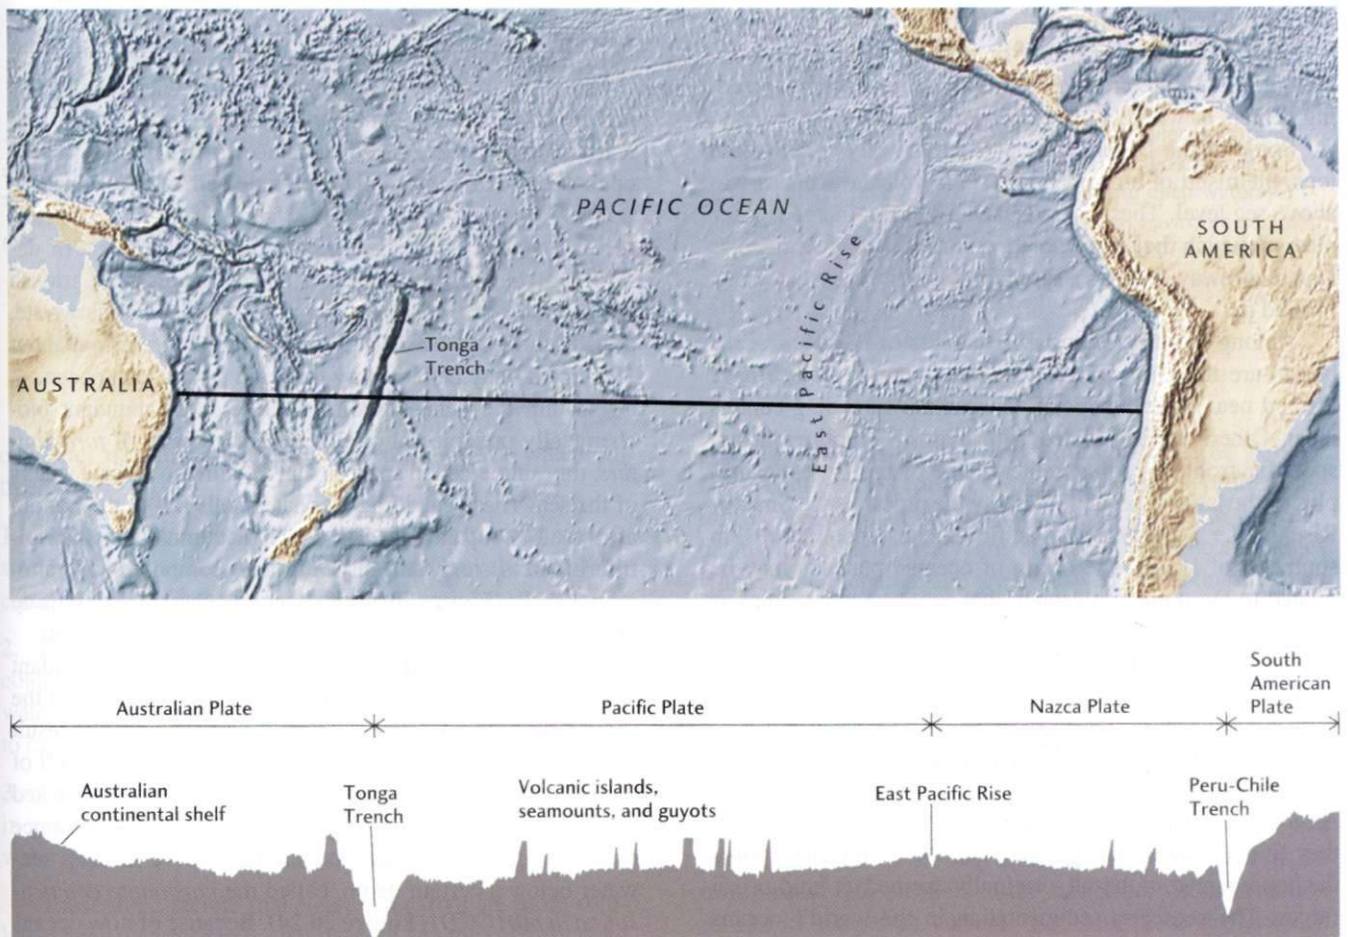 PACIFIC OCEAN
SOUTH
AMERICA
East Pacific Rise
Tonga
Trench
AUSTRALIA
South
American
Plate
Australian Plate
Pacific Plate
Nazca Plate
Australian
continental shelf
Tonga
Trench
Volcanic islands,
seamounts, and guyots
East Pacific Rise
Peru-Chile
Trench